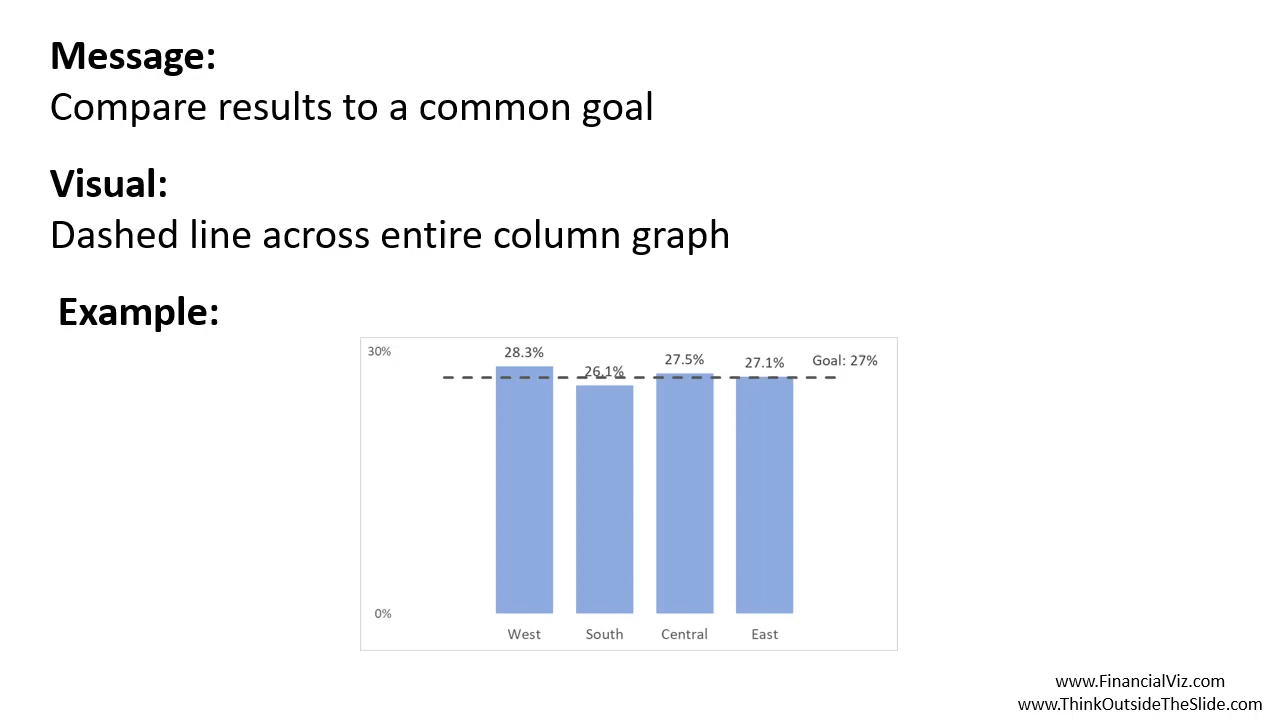 Message:
Compare results to a common goal
Visual:
Dashed line across entire column graph
Example:
30%
28.3%
26.1%
27.5%
27.1%
Goal: 27%
0%
West
South
Central
East
www.FinancialViz.com
www.ThinkOutsideTheSlide.com